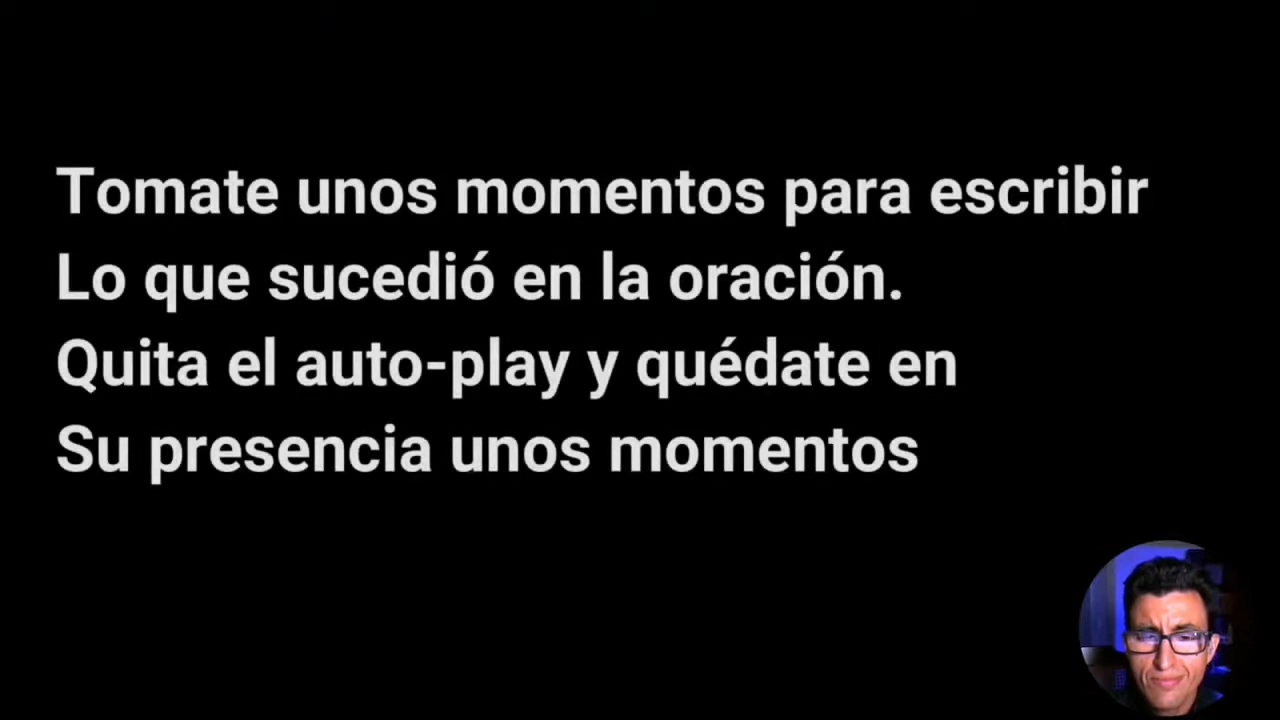 Tomate unos momentos para escribir
Lo que sucedió en la oración.
Quita el auto-play y quédate en
Su presencia unos momentos